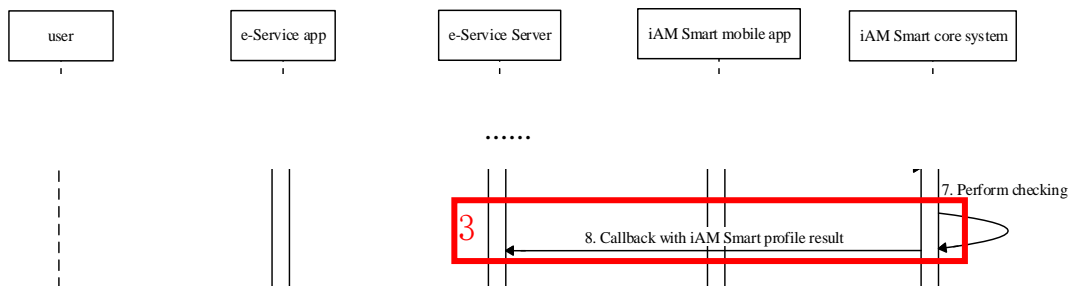 user
e-Service app
e-Service Server
iAM Smart mobile app
iAM Smart core system
......
7. Perform checking
3
8. Callback with iAM Smart profile result